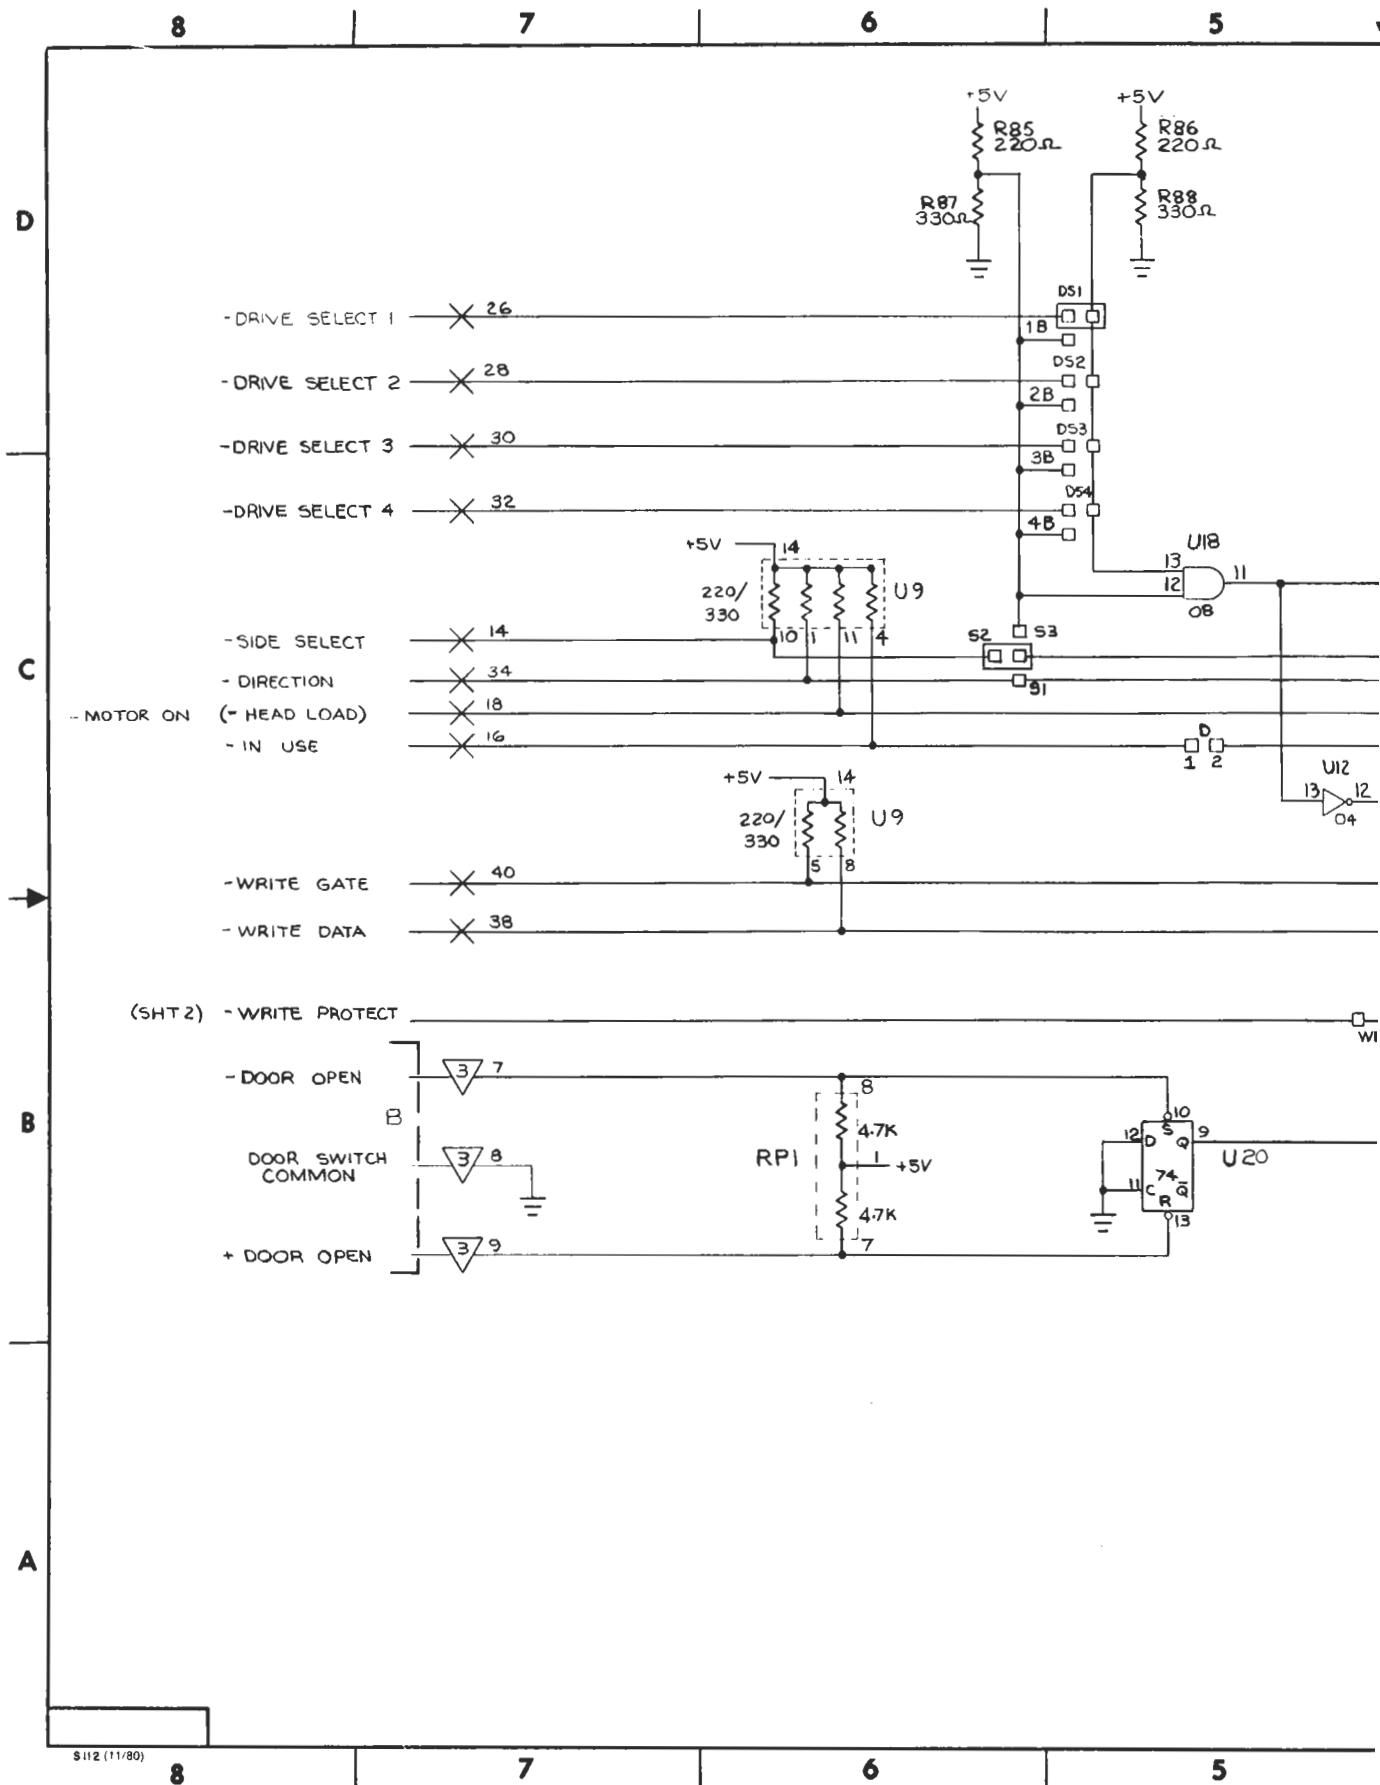 8 7 6 5
+5V +5V
R85 R86
220Ω 220Ω
D R87 R88
330Ω 330Ω
DS1
-DRIVE SELECT 1 26
1B
DS2
-DRIVE SELECT 2 28
2B
DS3
-DRIVE SELECT 3 30
3B
DS4
-DRIVE SELECT 4 32
4B
+5V 14 U18
13 11
12
220/ U9
330 08
10 1 11 4
S2 S3
-SIDE SELECT 14
C
-DIRECTION 34
S1
-MOTOR ON (-HEAD LOAD) 18
-IN USE 16 D
1 2
+5V 14 U12
13 12
04
220/ U9
330
5 8
-WRITE GATE 40
-WRITE DATA 38
(SHT 2) -WRITE PROTECT
W1
-DOOR OPEN 3 7 8
B B 4.7K 10
12 D S Q 9
DOOR SWITCH 3 8 RP1 1 +5V U20
COMMON
74
11 C Q̅
R
4.7K 13
+ DOOR OPEN 3 9 7
A
S112 (11/80)
8 7 6 5